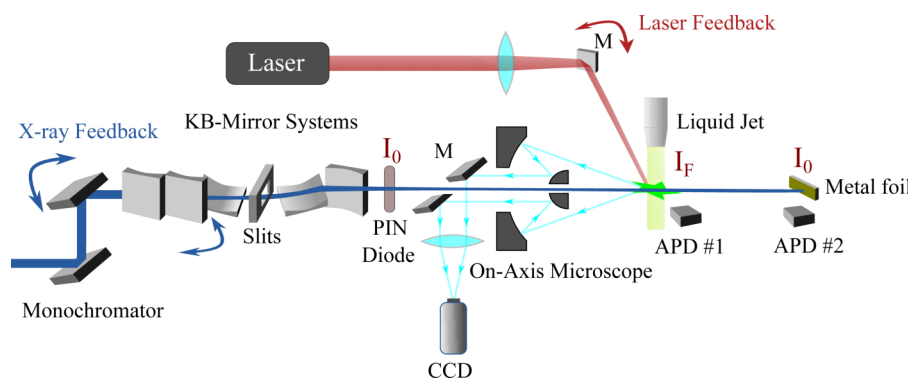 Laser Feedback
M
Laser
Liquid Jet
KB-Mirror Systems
X-ray Feedback
I0
M
IF
I0
Metal foil
Slits
PIN
Diode
APD #1
APD #2
On-Axis Microscope
Monochromator
CCD